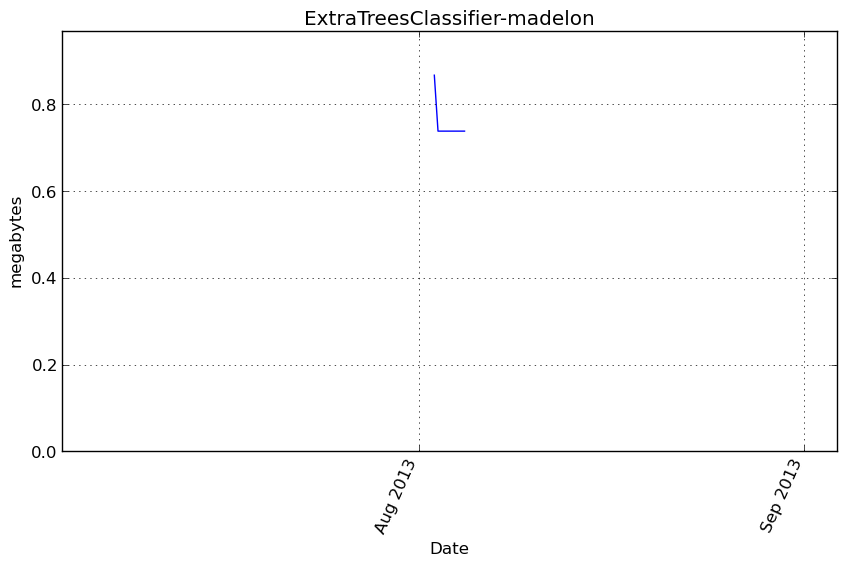 ExtraTreesClassifier-madelon
megabytes
0.8
0.6
0.4
0.2
0.0
Aug 2013
Sep 2013
Date